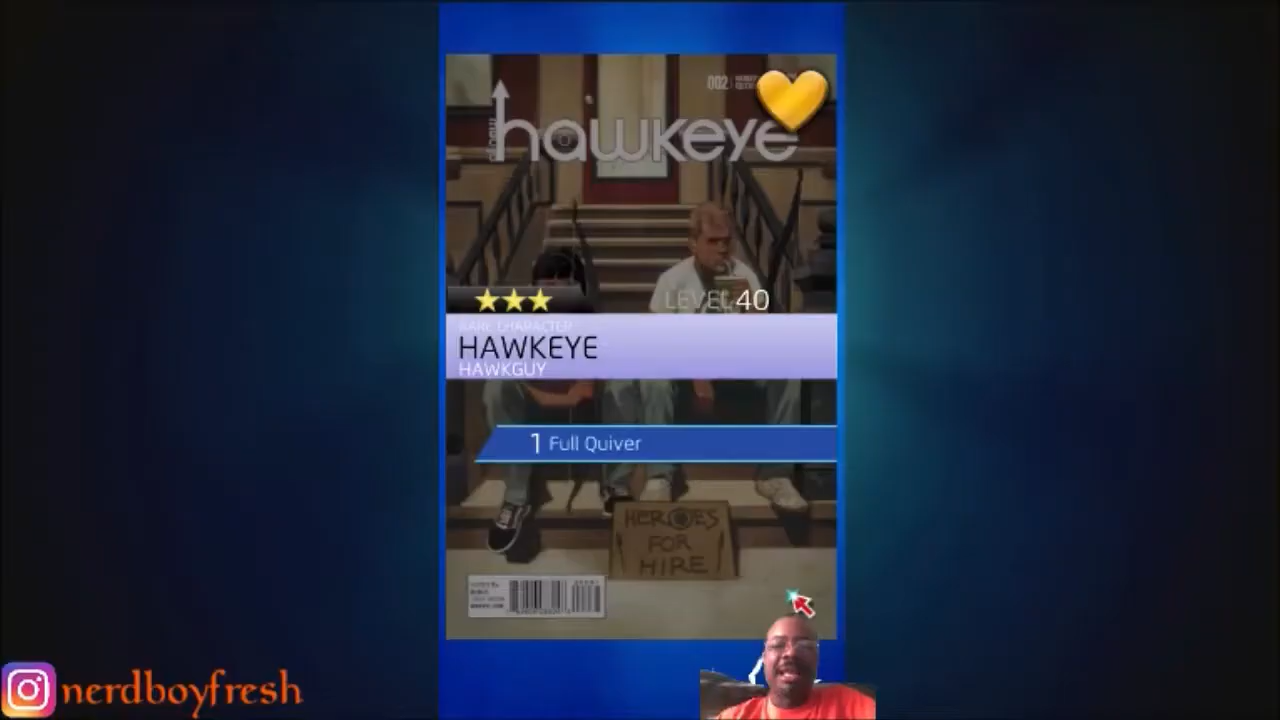 002
hawkeye
LEVEL 40
RARE CHARACTER
HAWKEYE
HAWKGUY
1 Full Quiver
HEROES
FOR
HIRE
nerdboyfresh